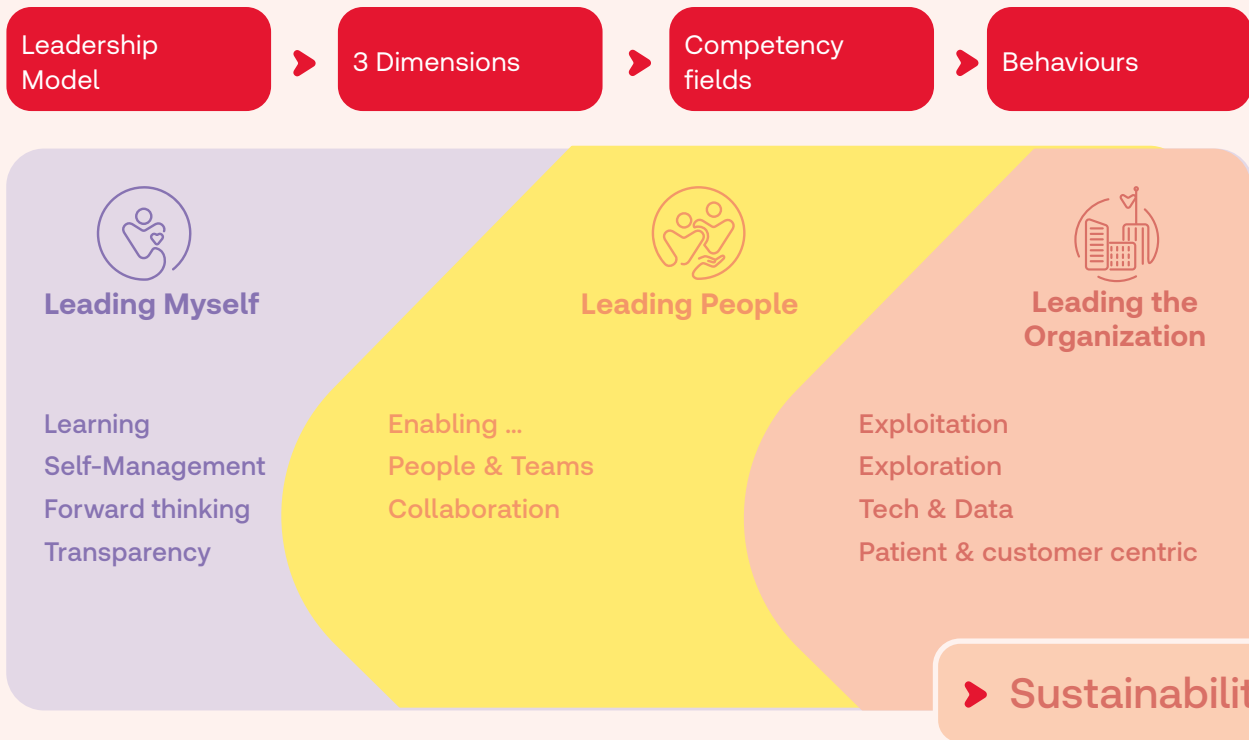 Leadership
Model
3 Dimensions
Competency
fields
Behaviours
Leading Myself
Learning
Self-Management
Forward thinking
Transparency
Leading People
Enabling ...
People & Teams
Collaboration
Leading the
Organization
Exploitation
Exploration
Tech & Data
Patient & customer centric
Sustainabilit